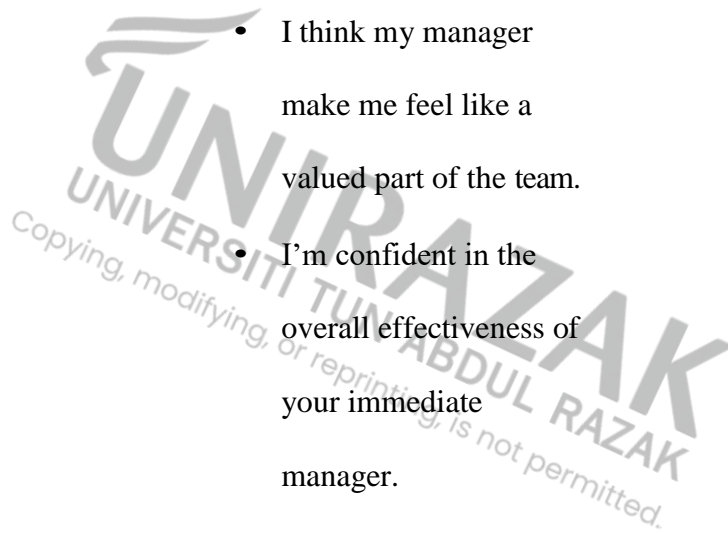 • I think my manager
make me feel like a
valued part of the team.
• I’m confident in the
overall effectiveness of
your immediate
manager.
UNIRAZAK
UNIVERSITI TUN ABDUL RAZAK
Copying, modifying, or reprinting, is not permitted.